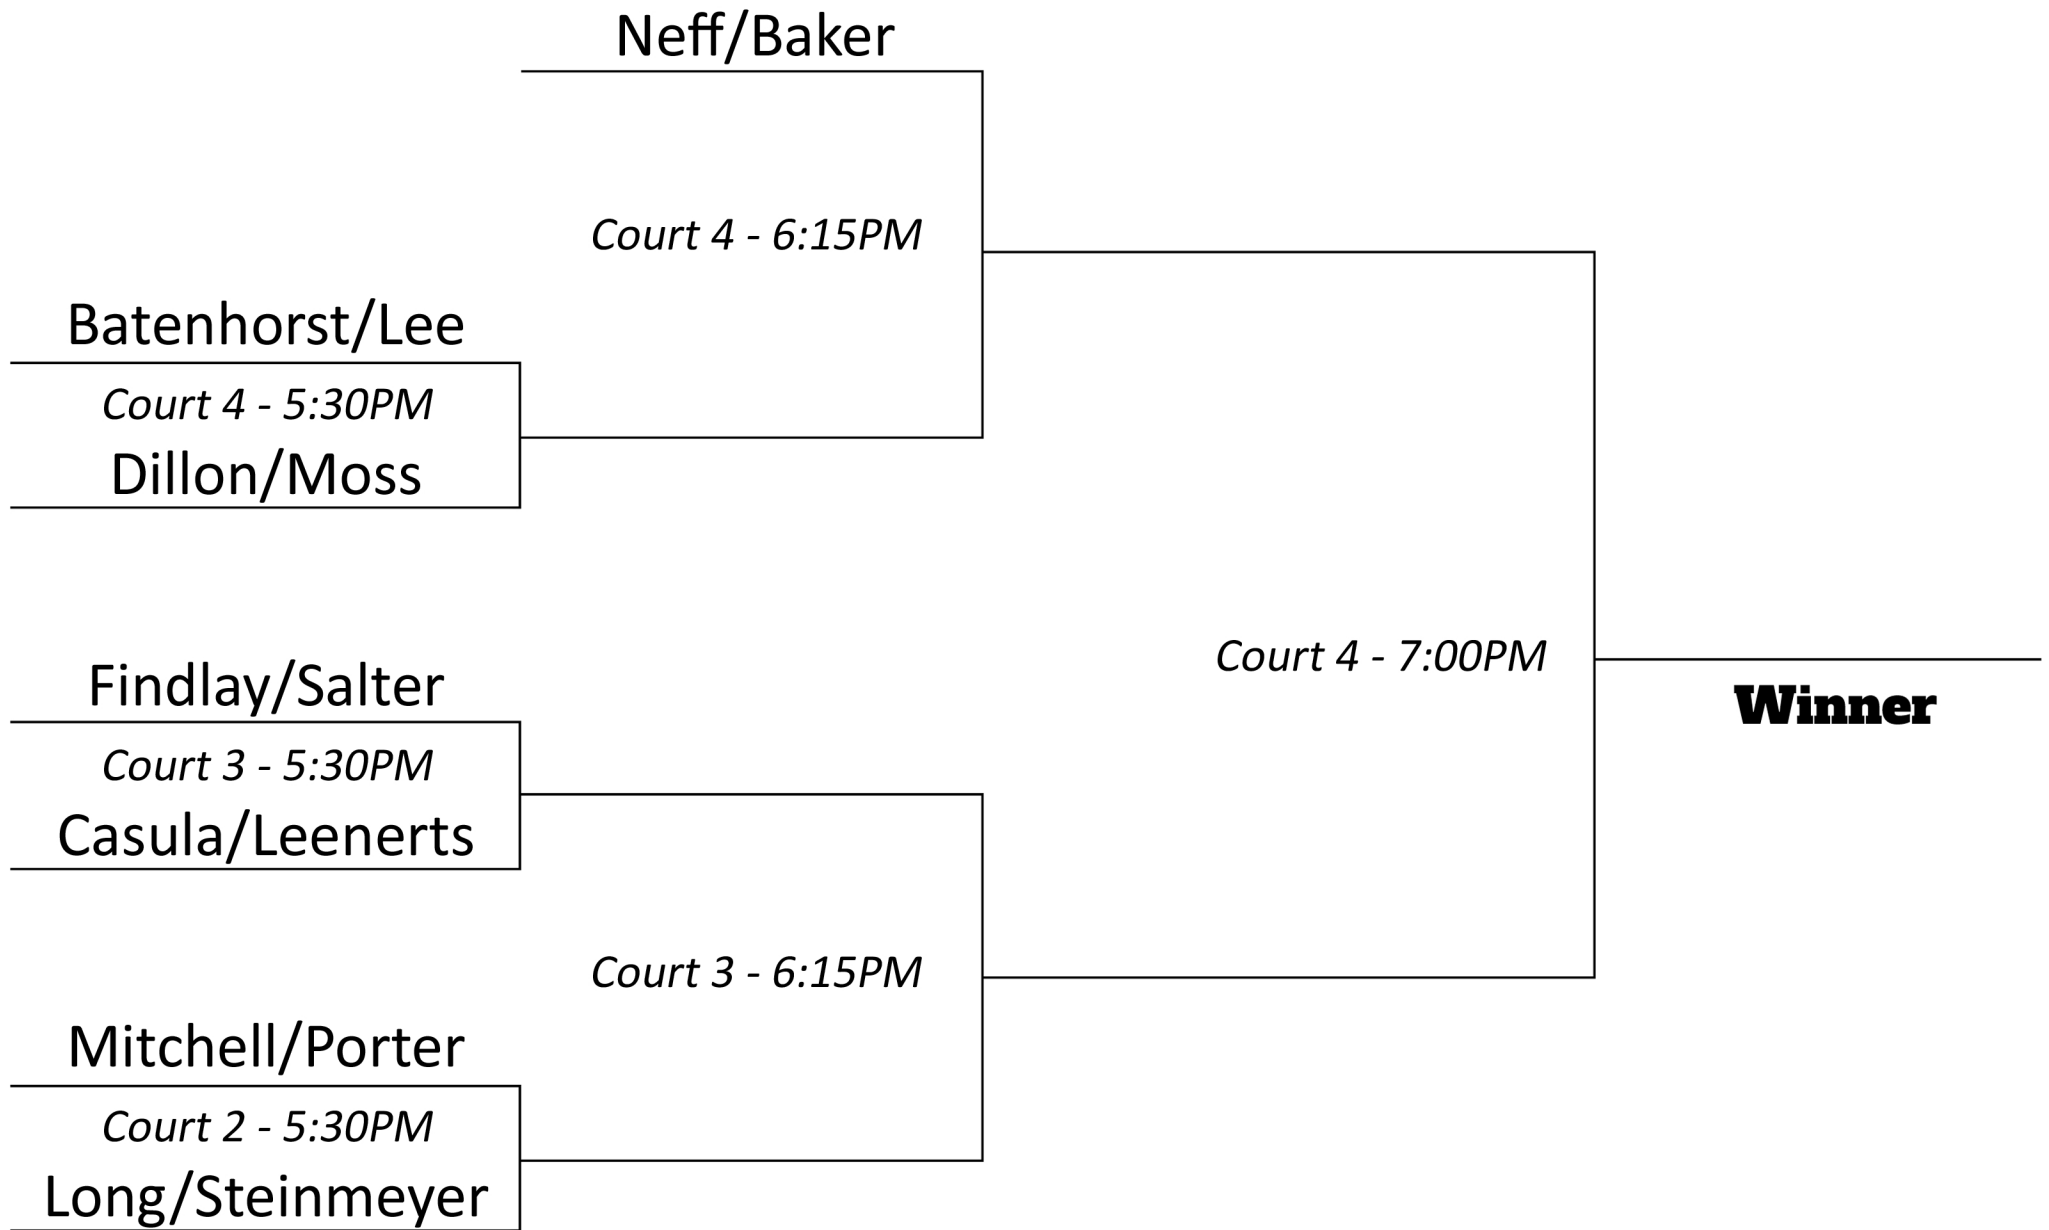 Neff/Baker
Court 4 - 6:15PM
Batenhorst/Lee
Court 4 - 5:30PM
Dillon/Moss
Findlay/Salter
Court 3 - 5:30PM
Casula/Leenerts
Court 4 - 7:00PM
Winner
Court 3 - 6:15PM
Mitchell/Porter
Court 2 - 5:30PM
Long/Steinmeyer